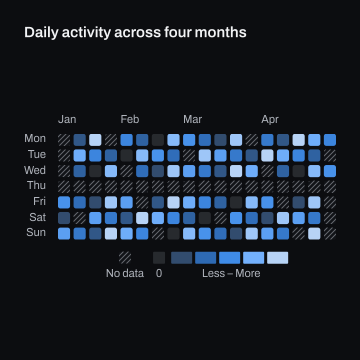 Daily activity across four months
Jan Feb Mar Apr
Mon
Tue
Wed
Thu
Fri
Sat
Sun
No data 0 Less – More